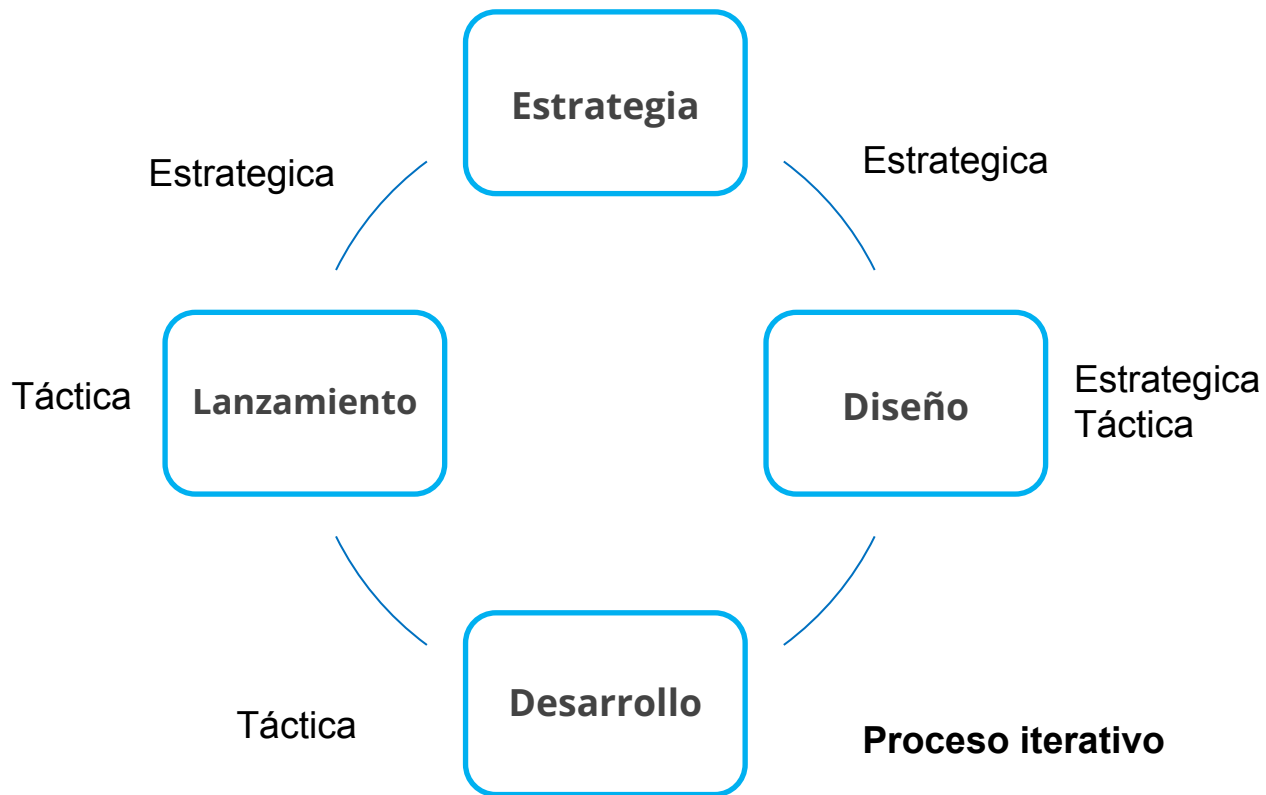 Estrategia
Estrategica
Estrategica
Lanzamiento
Táctica
Diseño
Estrategica
Táctica
Desarrollo
Táctica
Proceso iterativo